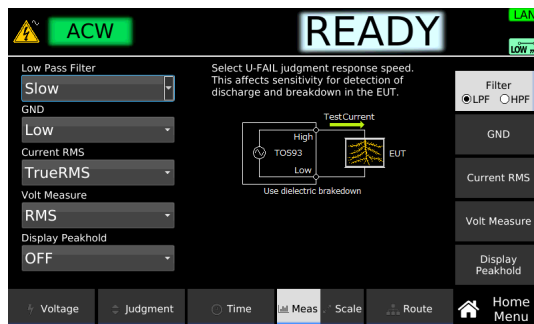 ACW
READY
LAN
LOW
Low Pass Filter
Slow
GND
Low
Current RMS
TrueRMS
Volt Measure
RMS
Display Peakhold
OFF
Select U-FAIL judgment response speed.
This affects sensitivity for detection of
discharge and breakdown in the EUT.
TestCurrent
High
TOS93
EUT
Low
Use dielectric brakedown
Filter
LPF HPF
GND
Current RMS
Volt Measure
Display
Peakhold
Voltage
Judgment
Time
Meas
Scale
Route
Home
Menu